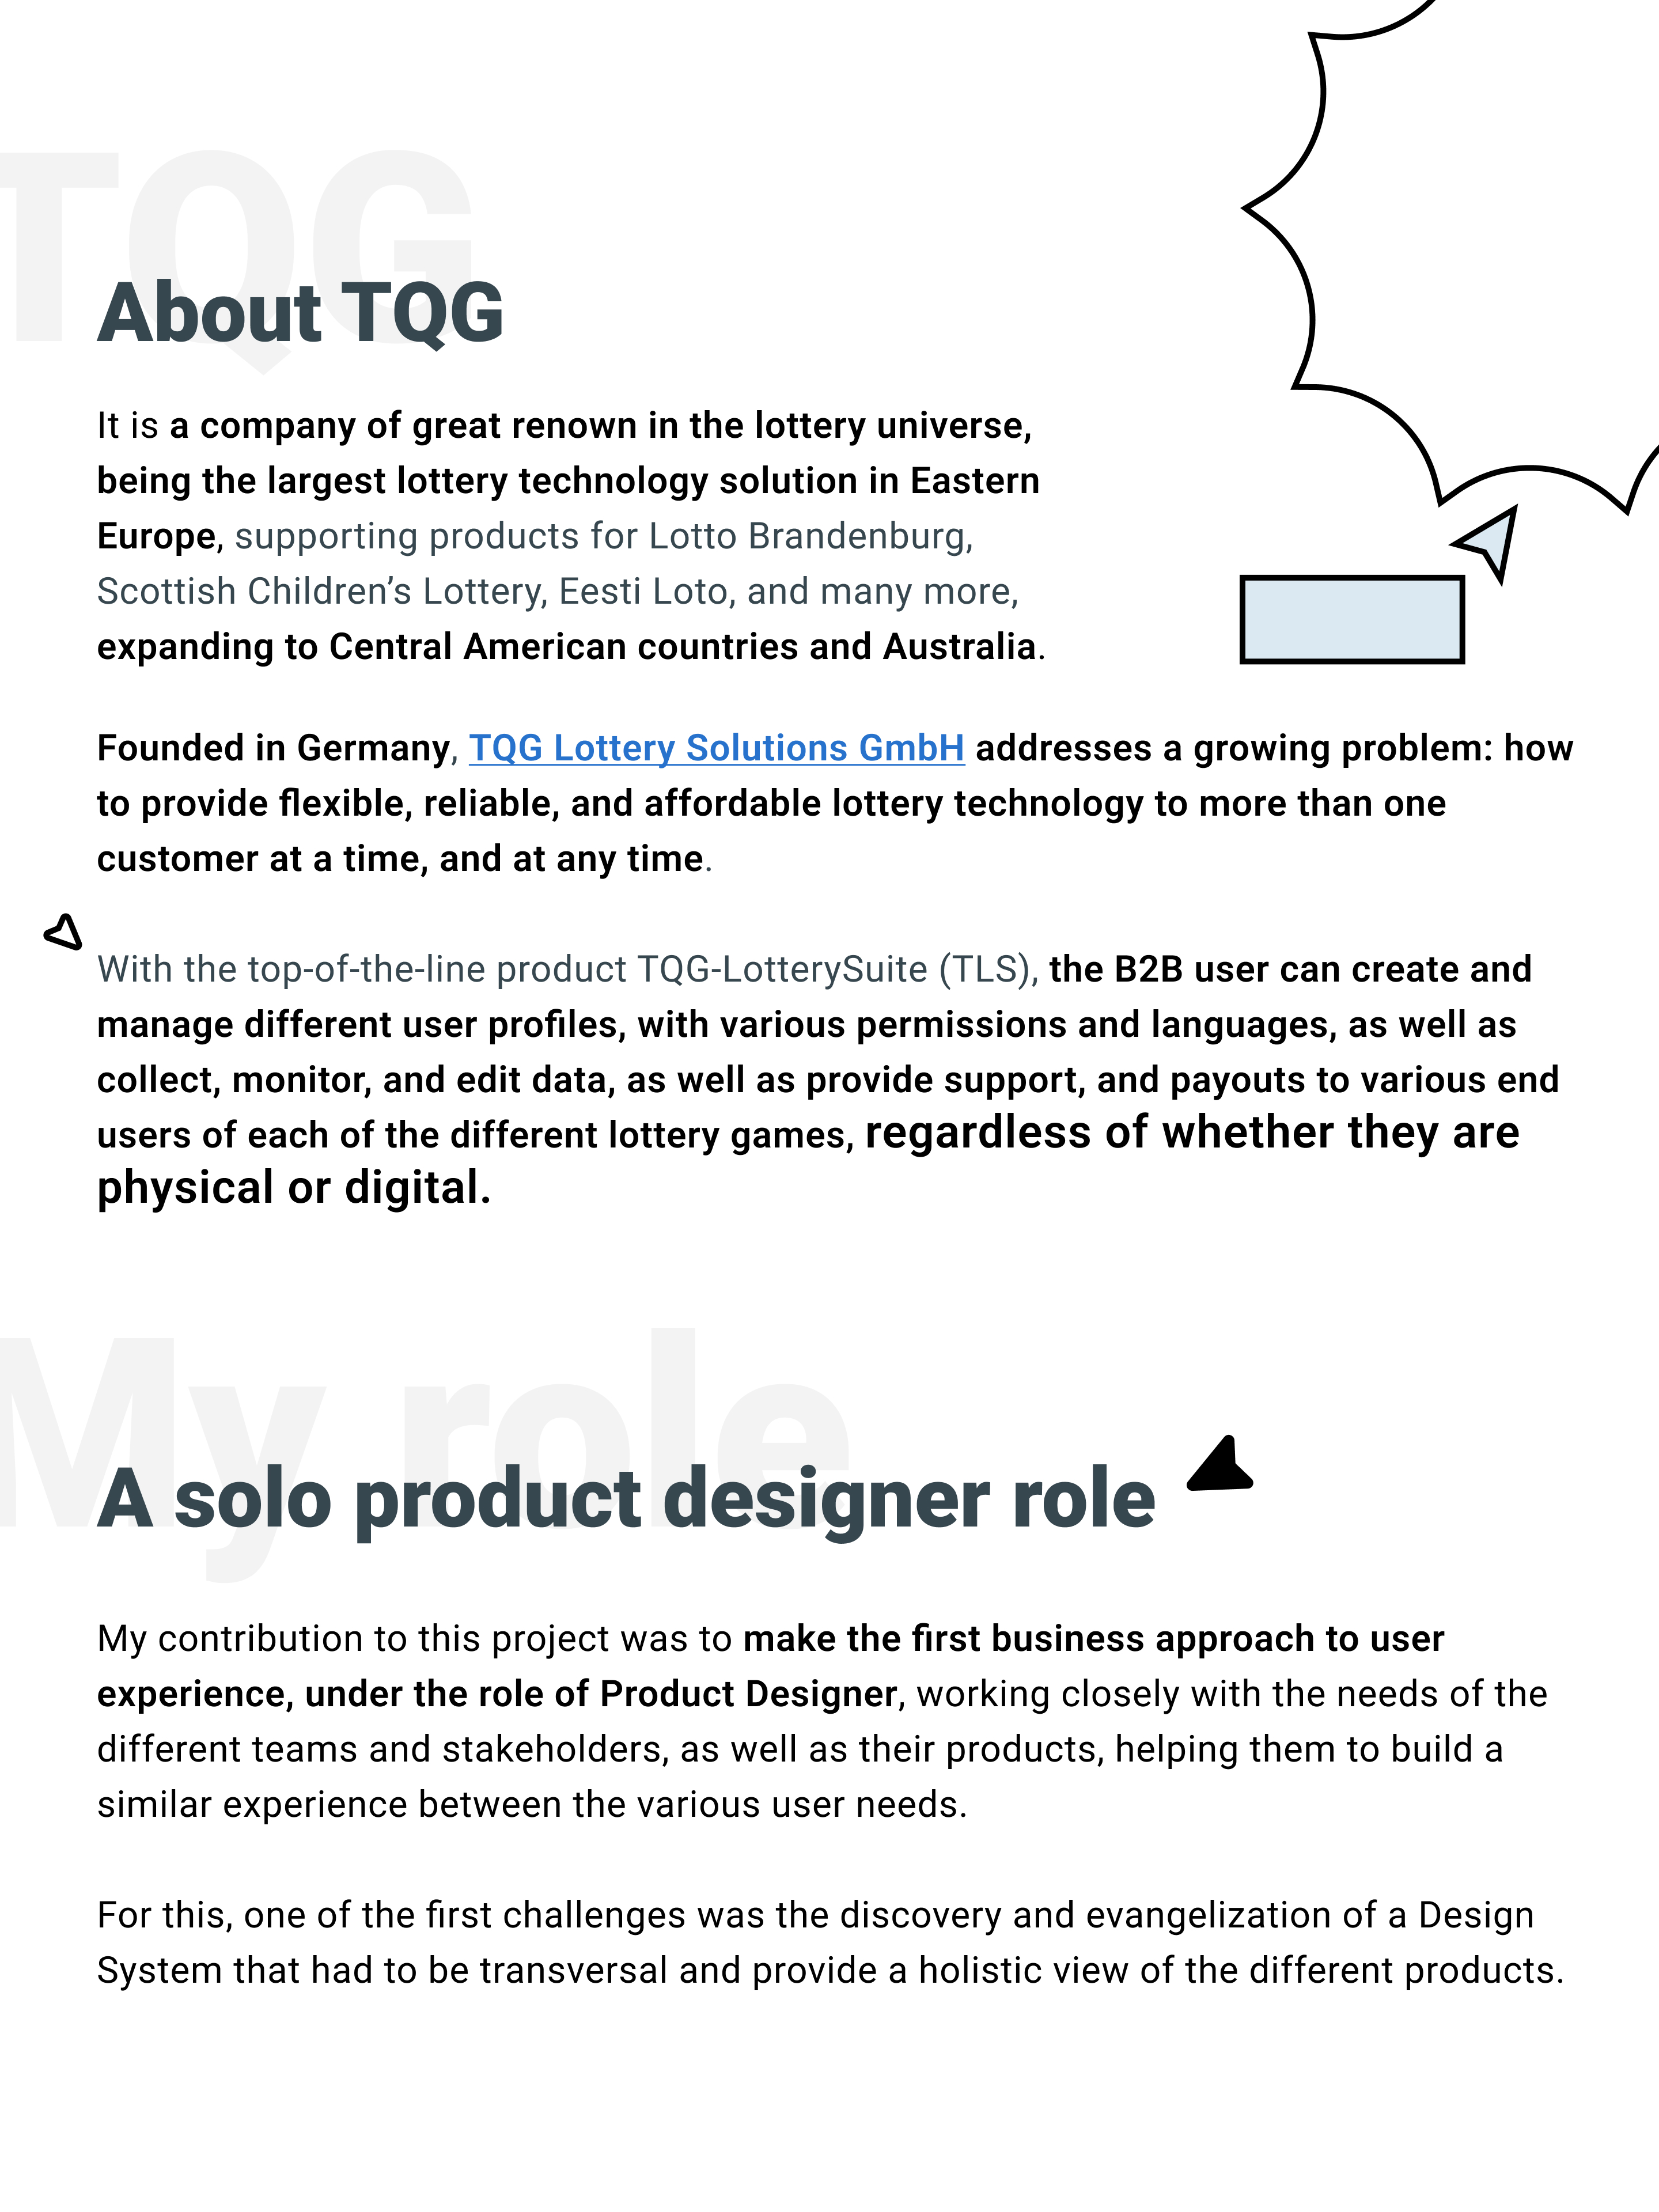 TQG
About TQG
It is a company of great renown in the lottery universe,
being the largest lottery technology solution in Eastern
Europe, supporting products for Lotto Brandenburg,
Scottish Children’s Lottery, Eesti Loto, and many more,
expanding to Central American countries and Australia.
Founded in Germany, TQG Lottery Solutions GmbH addresses a growing problem: how
to provide flexible, reliable, and affordable lottery technology to more than one
customer at a time, and at any time.
With the top-of-the-line product TQG-LotterySuite (TLS), the B2B user can create and
manage different user profiles, with various permissions and languages, as well as
collect, monitor, and edit data, as well as provide support, and payouts to various end
users of each of the different lottery games, regardless of whether they are
physical or digital.
My role
A solo product designer role
My contribution to this project was to make the first business approach to user
experience, under the role of Product Designer, working closely with the needs of the
different teams and stakeholders, as well as their products, helping them to build a
similar experience between the various user needs.
For this, one of the first challenges was the discovery and evangelization of a Design
System that had to be transversal and provide a holistic view of the different products.